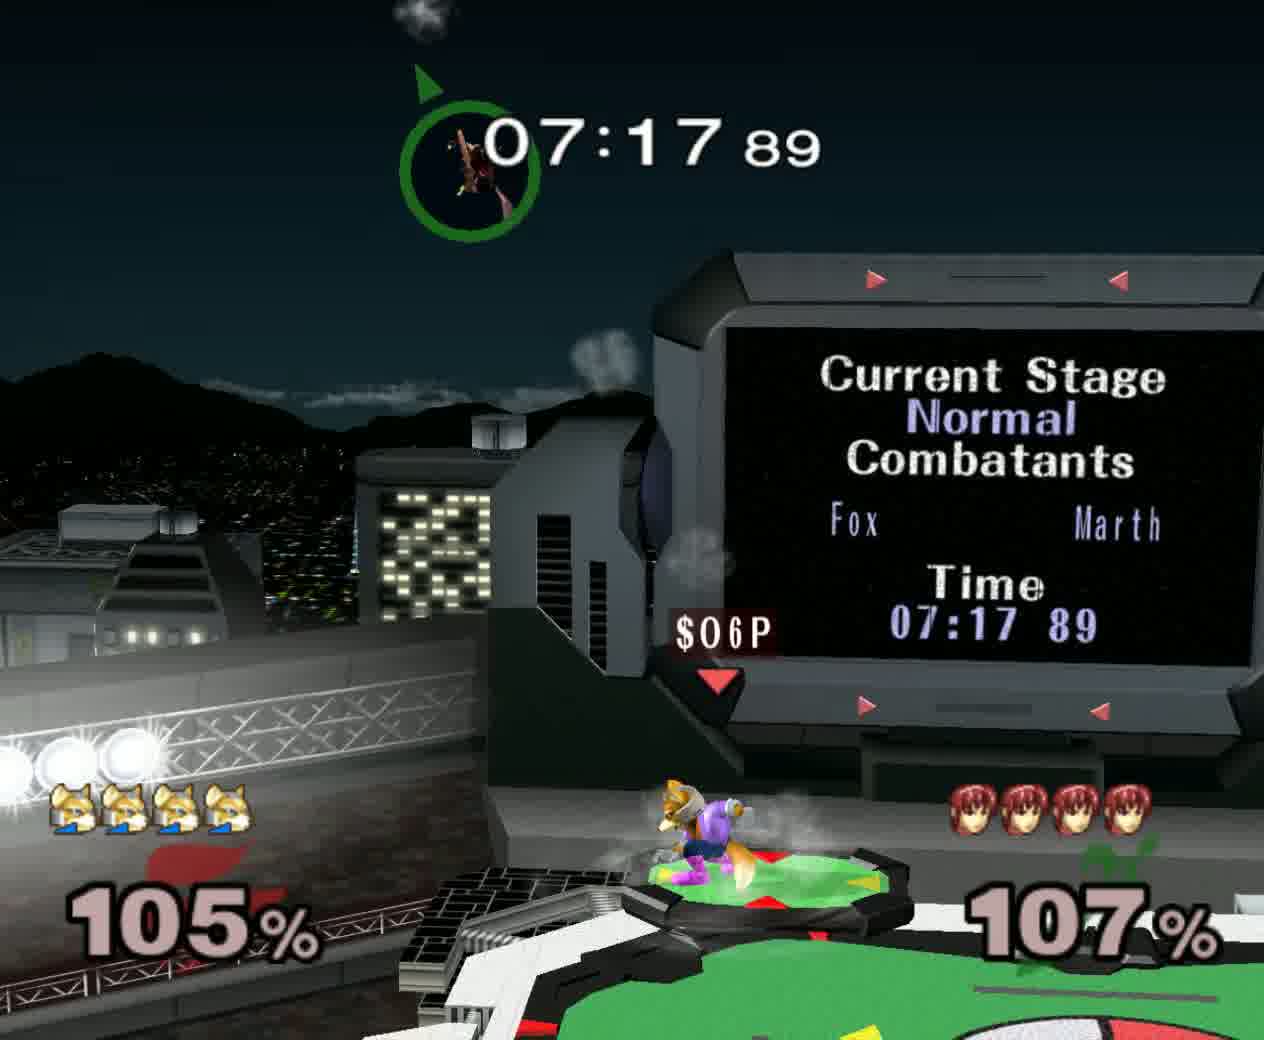 07:17 89
Current Stage
Normal
Combatants
Fox Marth
Time
07:17 89
$06P
105%
107%